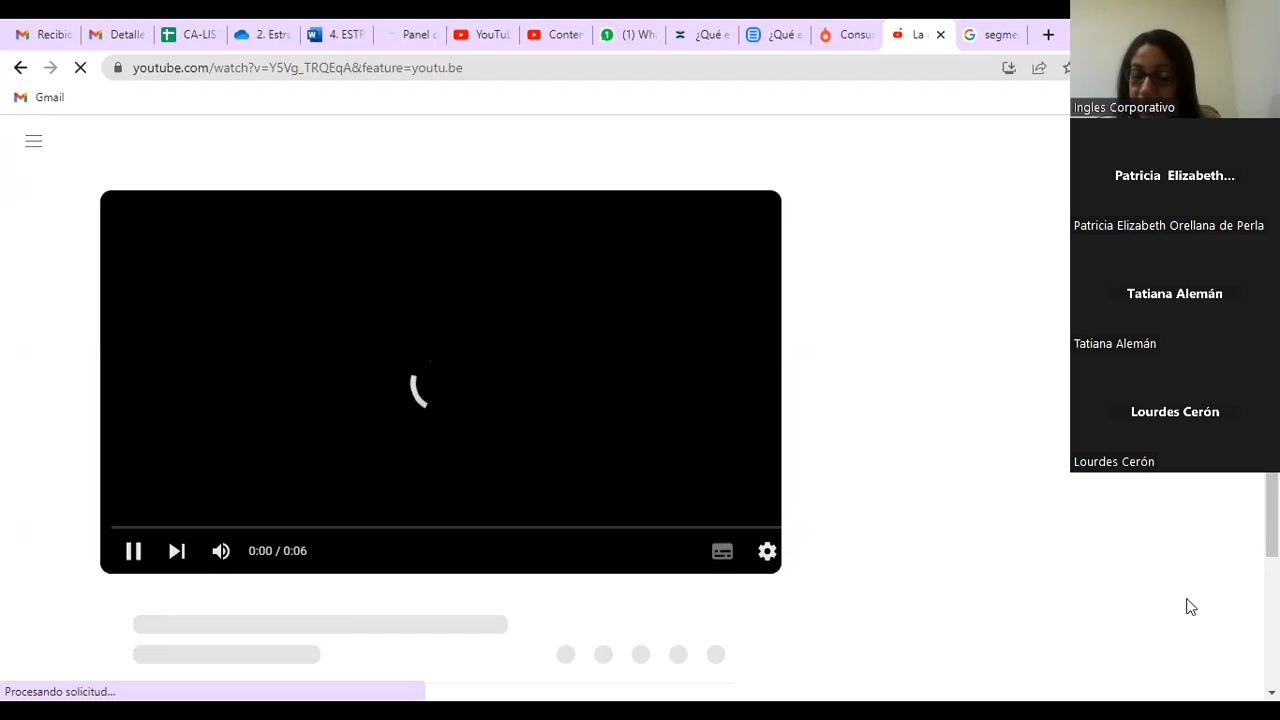 Recibic
Detalle
CA-LIS
2. Estru
4. ESTR
Panel d
YouTu
Conter
(1) Wh
¿Qué e
¿Qué e
Consu
La
segme
youtube.com/watch?v=Y5Vg_TRQEqA&feature=youtu.be
Gmail
Ingles Corporativo
Patricia Elizabeth...
Patricia Elizabeth Orellana de Perla
Tatiana Alemán
Tatiana Alemán
Lourdes Cerón
Lourdes Cerón
0:00 / 0:06
Procesando solicitud...